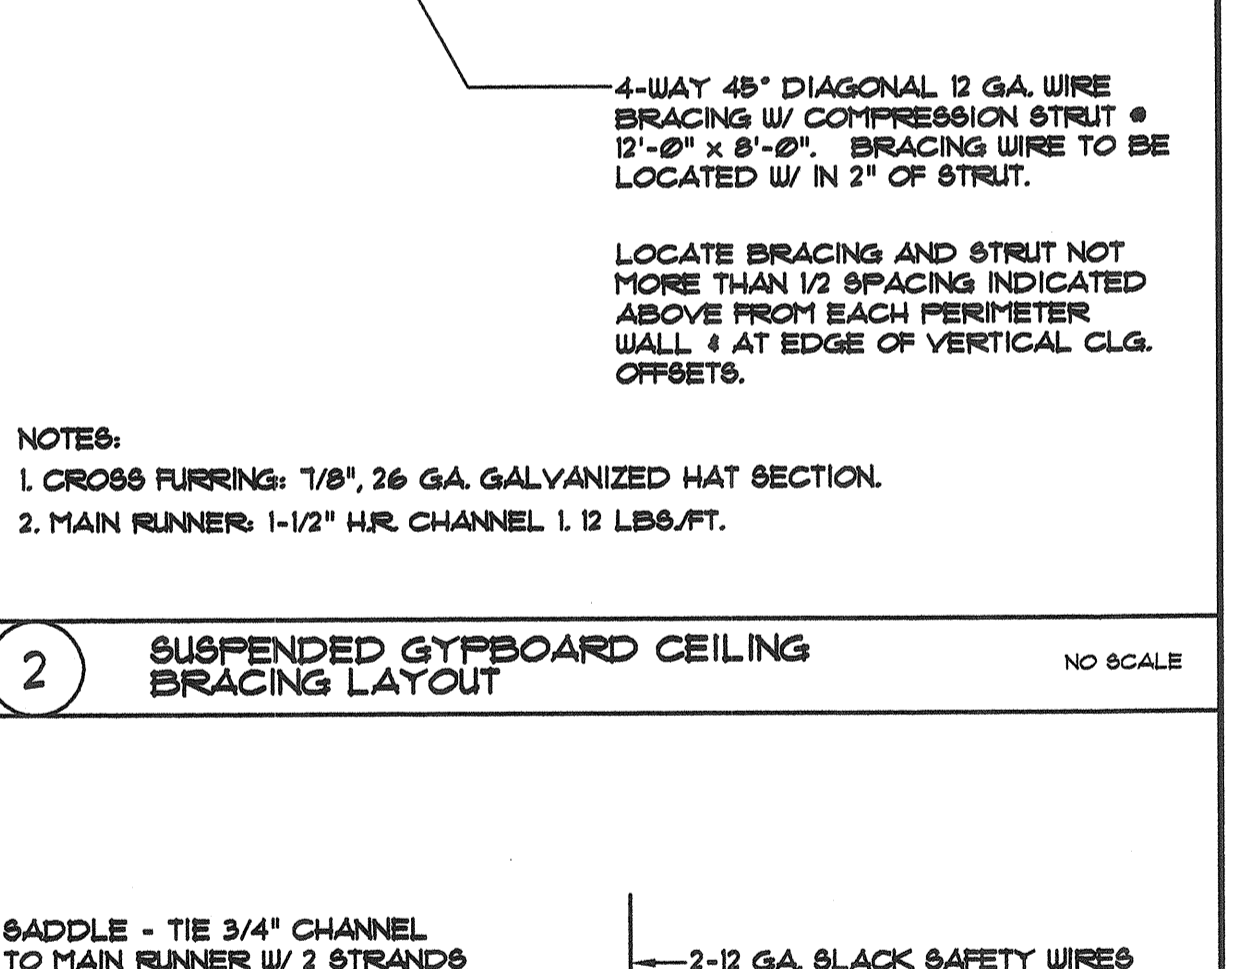 4-WAY 45° DIAGONAL 12 GA. WIRE
BRACING W/ COMPRESSION STRUT @
12'-0" x 8'-0". BRACING WIRE TO BE
LOCATED W/ IN 2" OF STRUT.
LOCATE BRACING AND STRUT NOT
MORE THAN 1/2 SPACING INDICATED
ABOVE FROM EACH PERIMETER
WALL & AT EDGE OF VERTICAL CLG.
OFFSETS.
NOTES:
1. CROSS FURRING: 7/8", 26 GA. GALVANIZED HAT SECTION.
2. MAIN RUNNER: 1-1/2" H.R. CHANNEL 1. 12 LBS./FT.
2
SUSPENDED GYPBOARD CEILING
BRACING LAYOUT
NO SCALE
SADDLE - TIE 3/4" CHANNEL
TO MAIN RUNNER W/ 2 STRANDS
2-12 GA. SLACK SAFETY WIRES